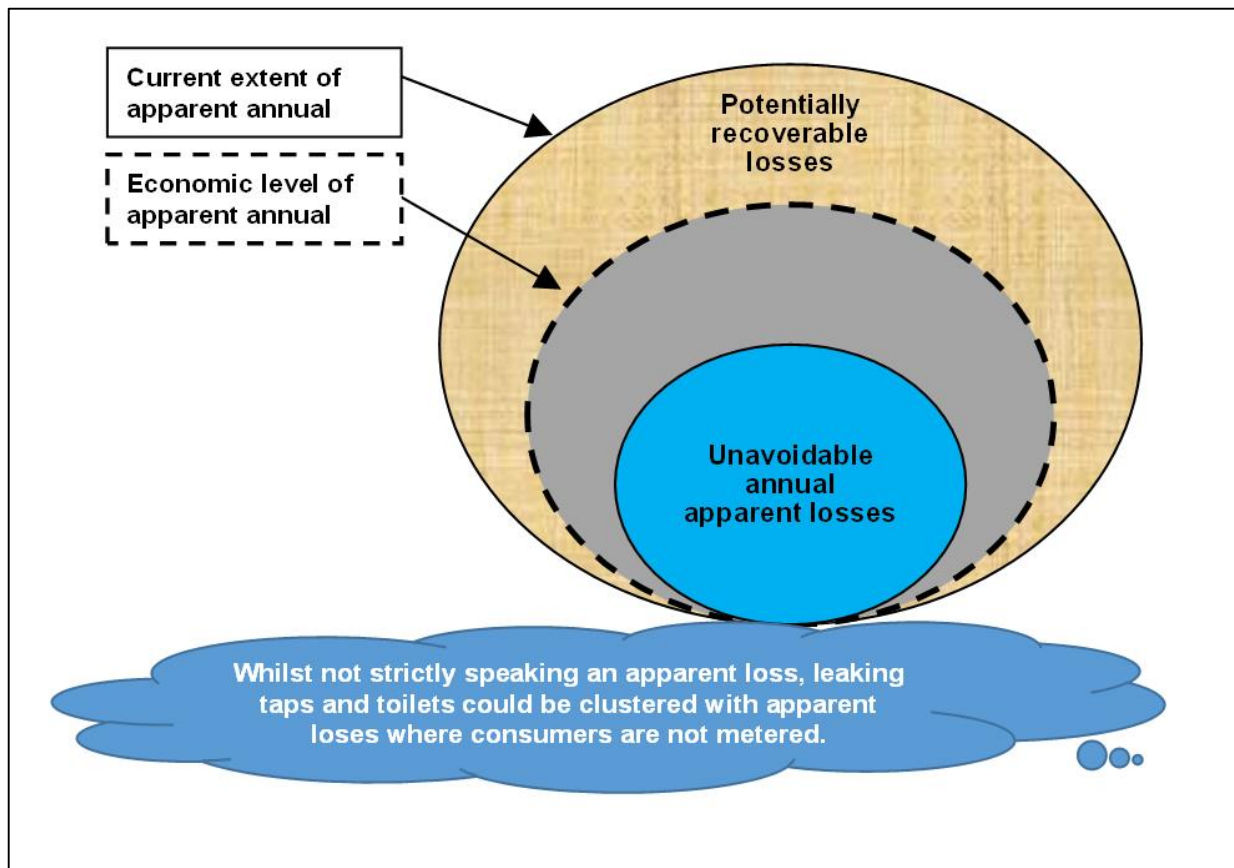 Current extent of
apparent annual
Potentially
recoverable
losses
Economic level of
apparent annual
Unavoidable
annual
apparent losses
Whilst not strictly speaking an apparent loss, leaking
taps and toilets could be clustered with apparent
loses where consumers are not metered.